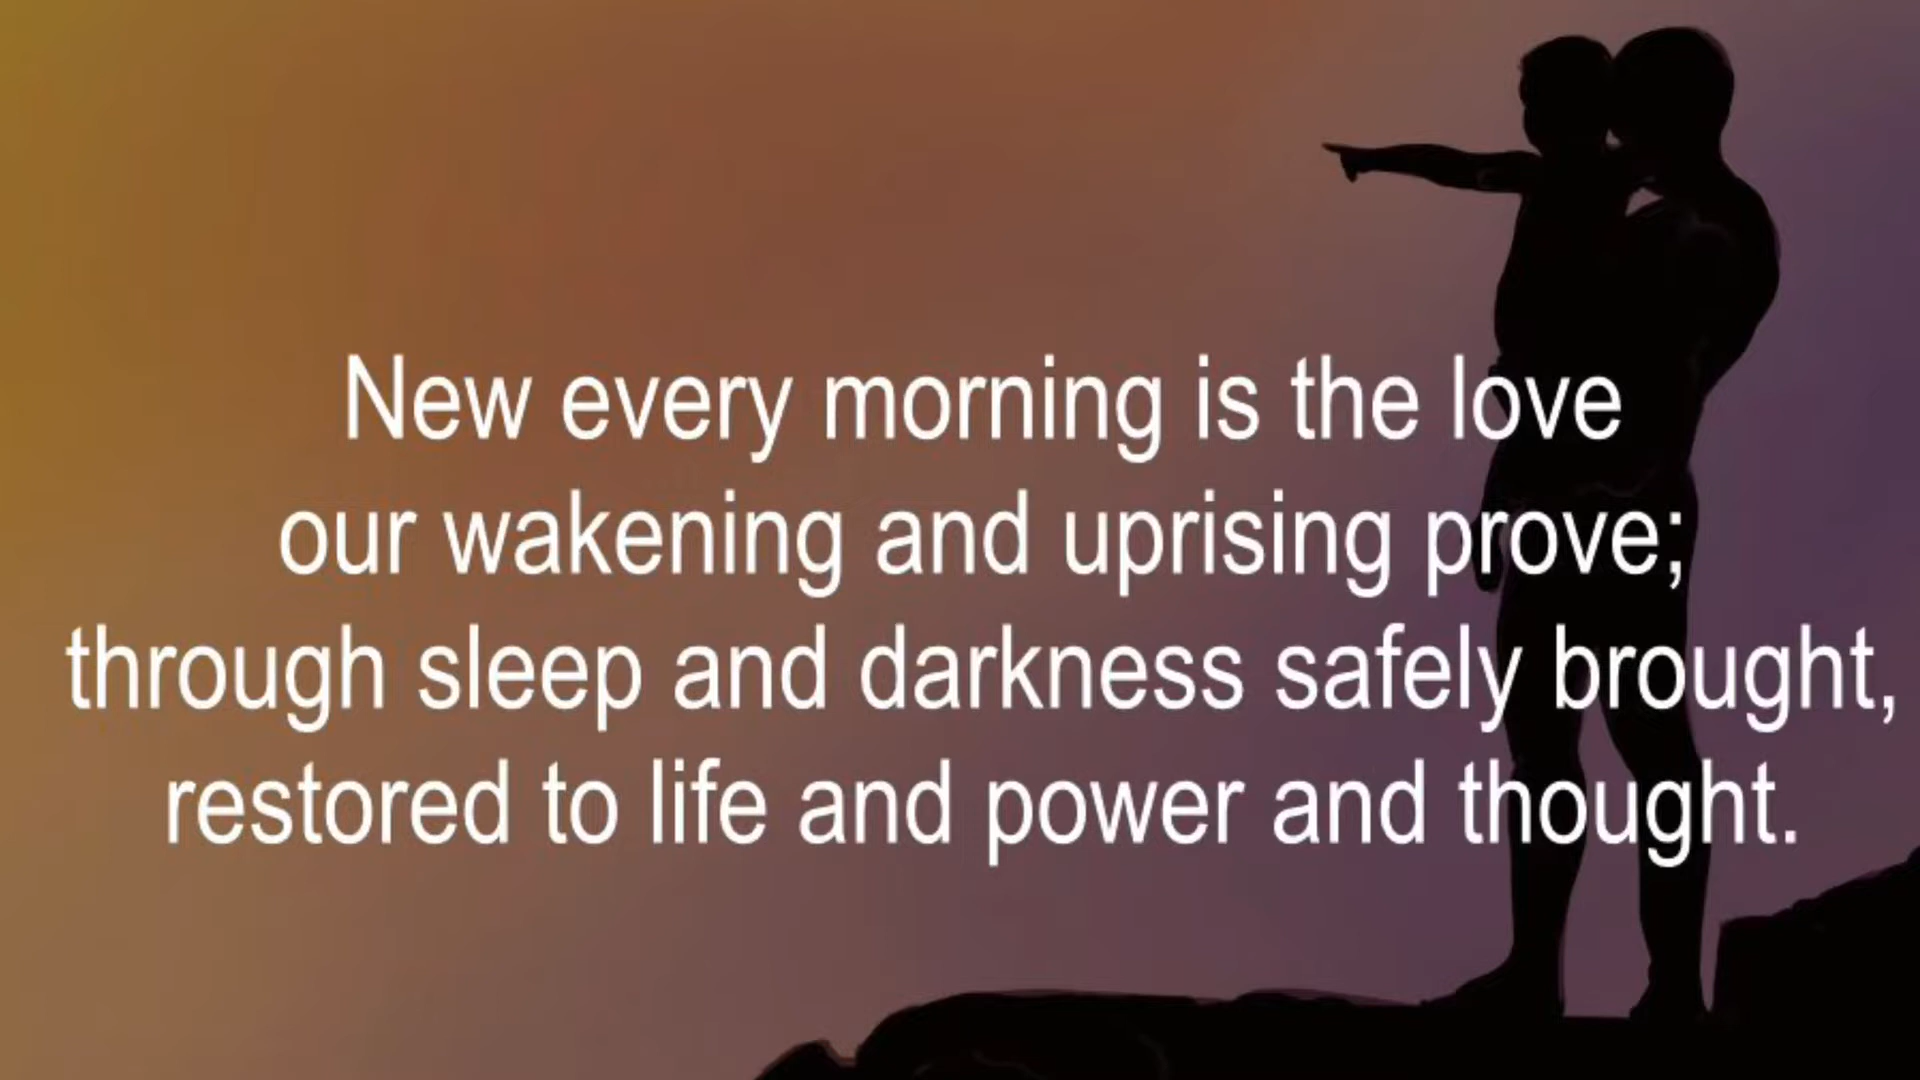 New every morning is the love
our wakening and uprising prove;
through sleep and darkness safely brought,
restored to life and power and thought.